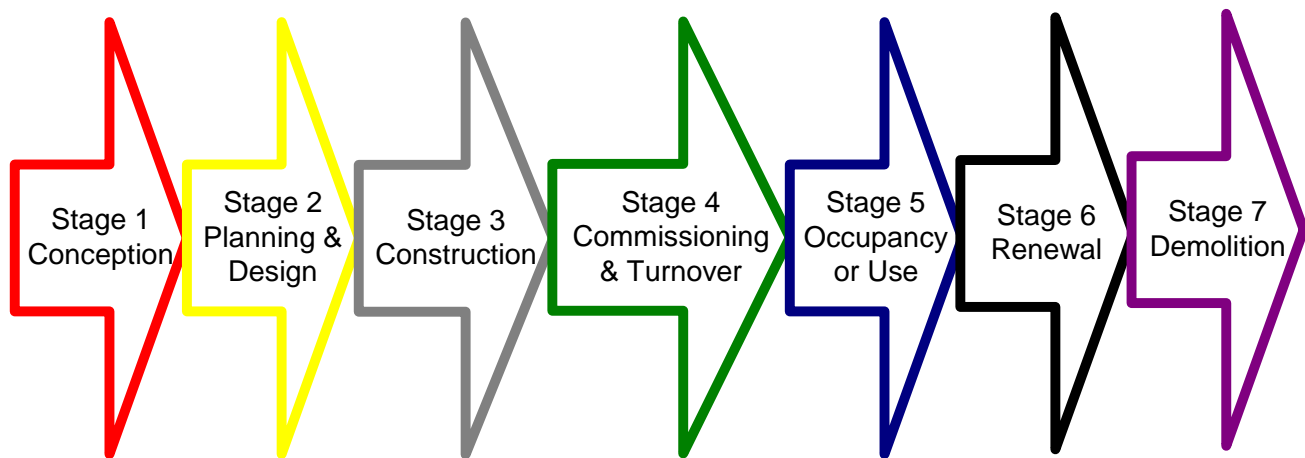 Stage 1
Conception
Stage 2
Planning &
Design
Stage 3
Construction
Stage 4
Commissioning
& Turnover
Stage 5
Occupancy
or Use
Stage 6
Renewal
Stage 7
Demolition